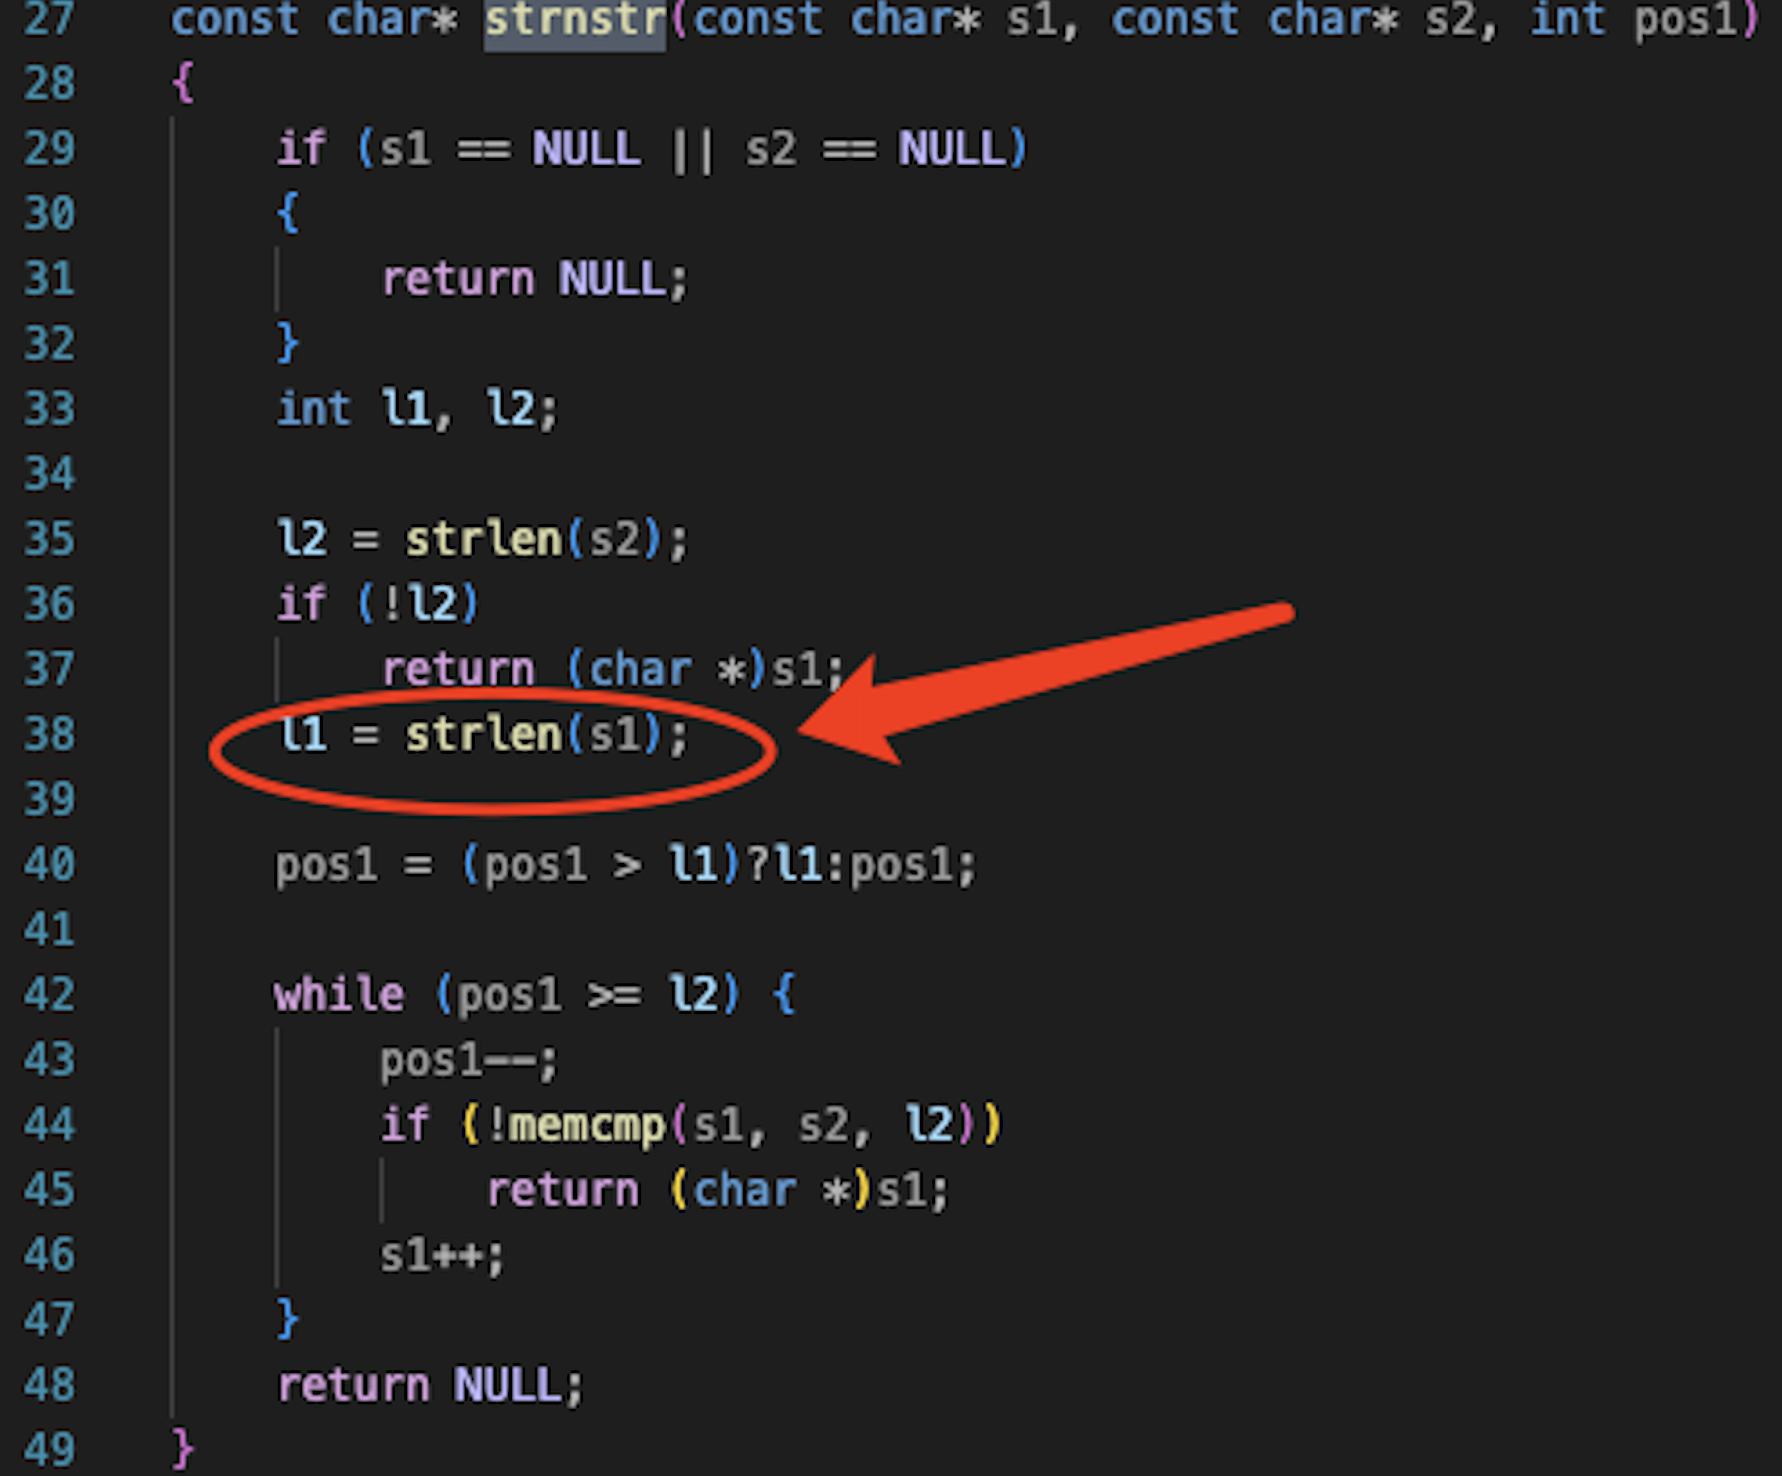 27 const char* strnstr(const char* s1, const char* s2, int pos1)
28 {
29 if (s1 == NULL || s2 == NULL)
30 {
31 return NULL;
32 }
33 int l1, l2;
34
35 l2 = strlen(s2);
36 if (!l2)
37 return (char *)s1;
38 l1 = strlen(s1);
39
40 pos1 = (pos1 > l1)?l1:pos1;
41
42 while (pos1 >= l2) {
43 pos1--;
44 if (!memcmp(s1, s2, l2))
45 return (char *)s1;
46 s1++;
47 }
48 return NULL;
49 }